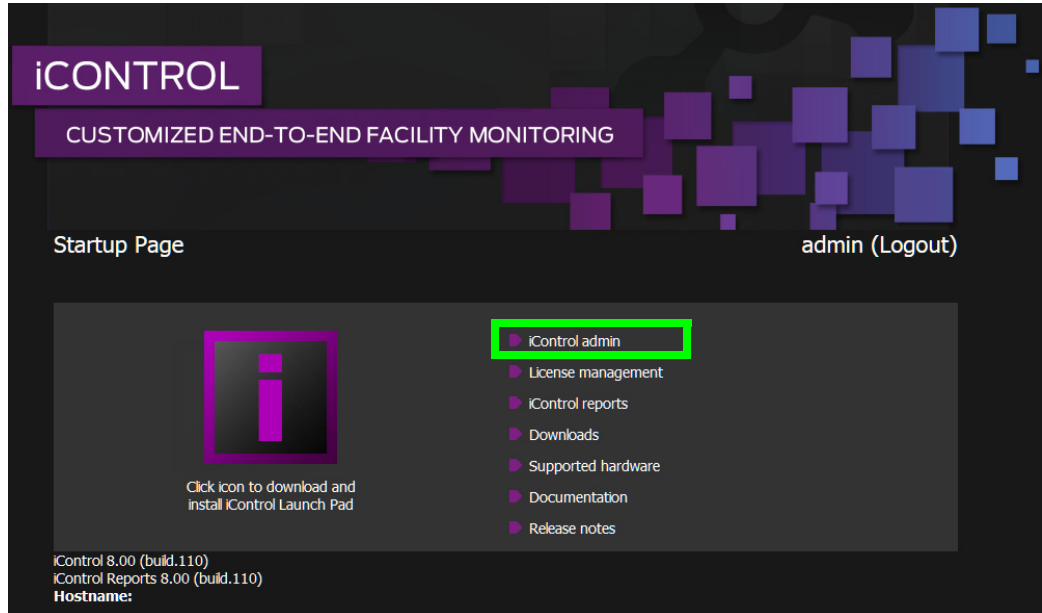 iCONTROL
CUSTOMIZED END-TO-END FACILITY MONITORING
Startup Page
admin (Logout)
i
Click icon to download and
install iControl Launch Pad
iControl admin
License management
iControl reports
Downloads
Supported hardware
Documentation
Release notes
iControl 8.00 (build.110)
iControl Reports 8.00 (build.110)
Hostname: